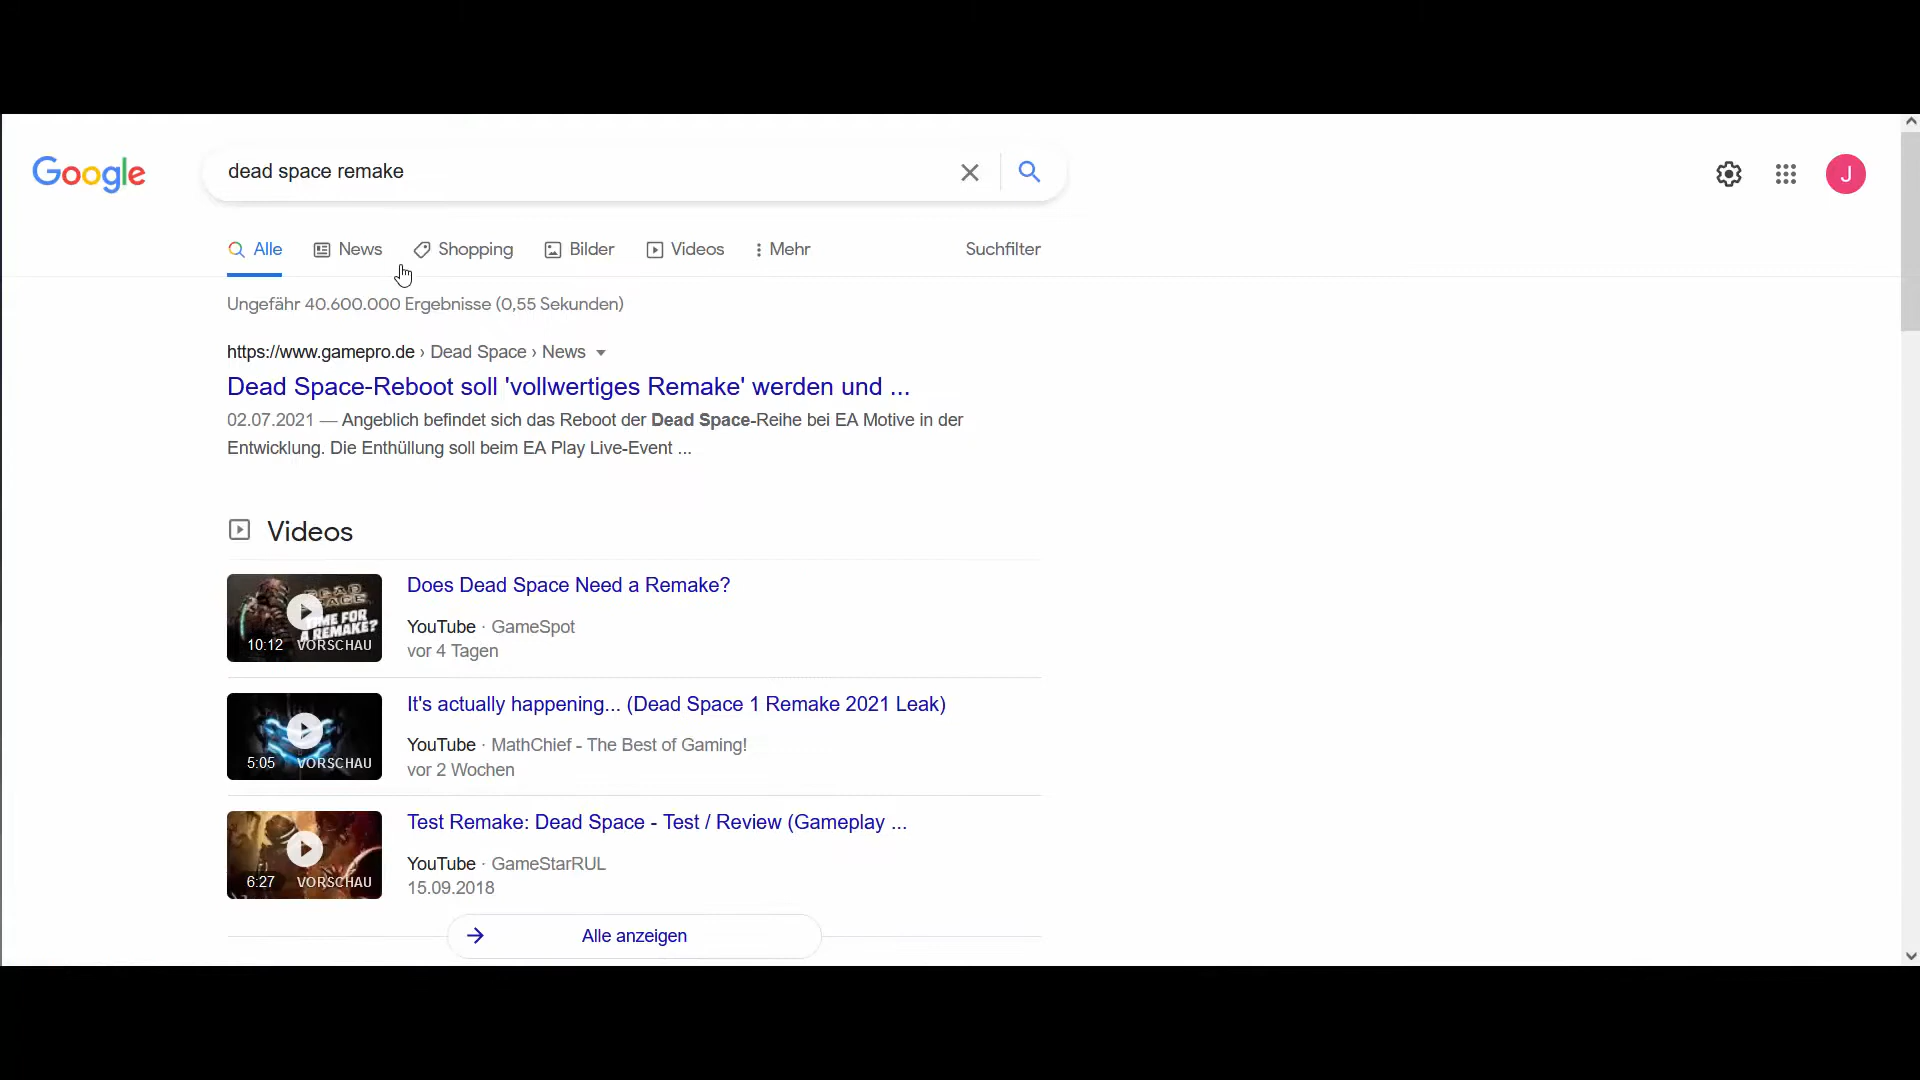 Google
dead space remake
J
Alle News Shopping Bilder Videos Mehr Suchfilter
Ungefähr 40.600.000 Ergebnisse (0,55 Sekunden)
https://www.gamepro.de › Dead Space › News
Dead Space-Reboot soll 'vollwertiges Remake' werden und ...
02.07.2021 — Angeblich befindet sich das Reboot der Dead Space-Reihe bei EA Motive in der
Entwicklung. Die Enthüllung soll beim EA Play Live-Event ...
Videos
DEAD
SPACE
TIME FOR
A REMAKE?
10:12 VORSCHAU
Does Dead Space Need a Remake?
YouTube · GameSpot
vor 4 Tagen
5:05 VORSCHAU
It's actually happening... (Dead Space 1 Remake 2021 Leak)
YouTube · MathChief - The Best of Gaming!
vor 2 Wochen
6:27 VORSCHAU
Test Remake: Dead Space - Test / Review (Gameplay ...
YouTube · GameStarRUL
15.09.2018
Alle anzeigen